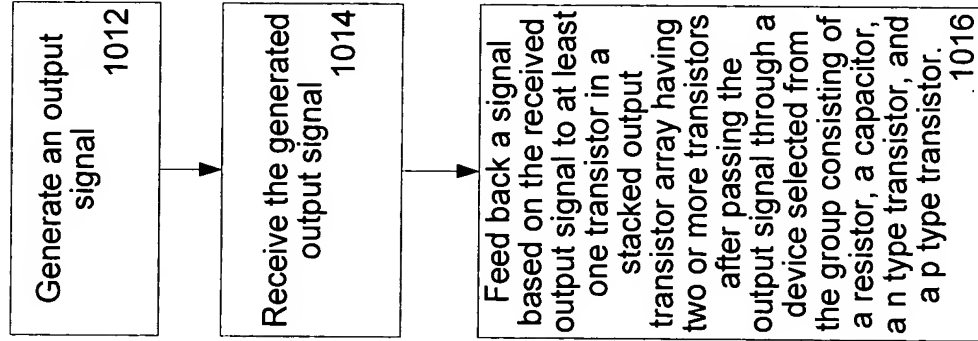 Generate an output
signal
1012
Receive the generated
output signal
1014
Feed back a signal
based on the received
output signal to at least
one transistor in a
stacked output
transistor array having
two or more transistors
after passing the
output signal through a
device selected from
the group consisting of
a resistor, a capacitor,
a n type transistor, and
a p type transistor.
1016